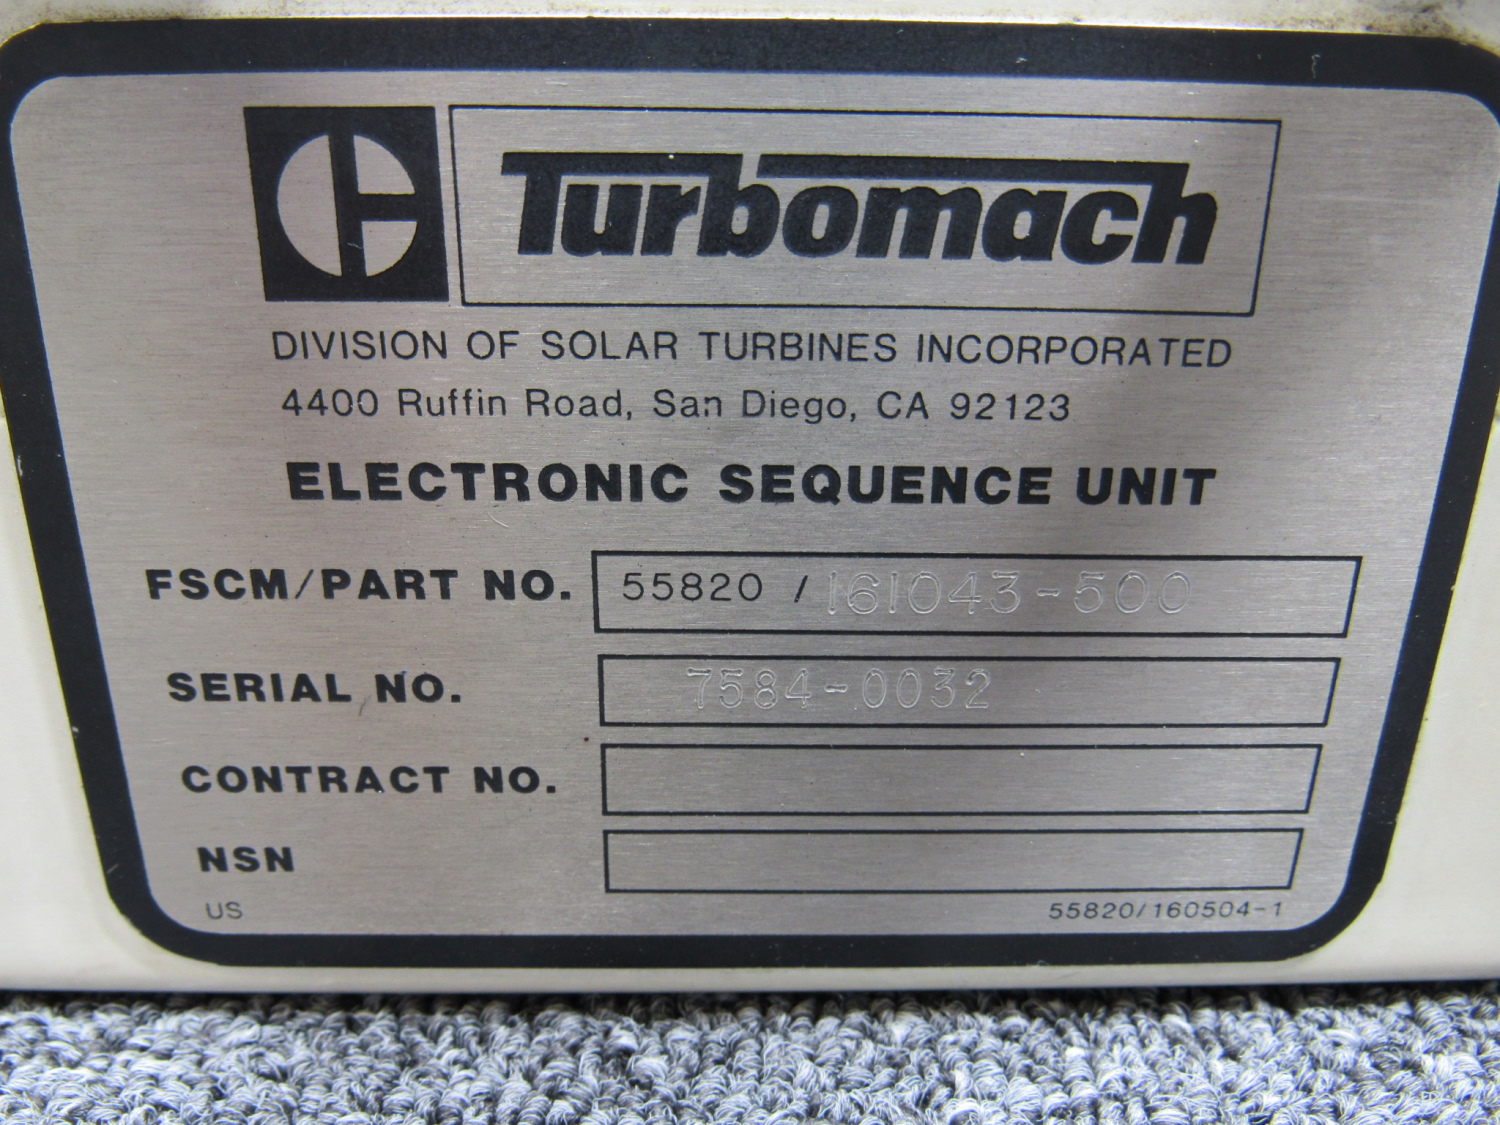 Turbomach
DIVISION OF SOLAR TURBINES INCORPORATED
4400 Ruffin Road, San Diego, CA 92123
ELECTRONIC SEQUENCE UNIT
FSCM/PART NO. 55820 / 161043-500
SERIAL NO. 7584-0032
CONTRACT NO.
NSN
US 55820/160504-1